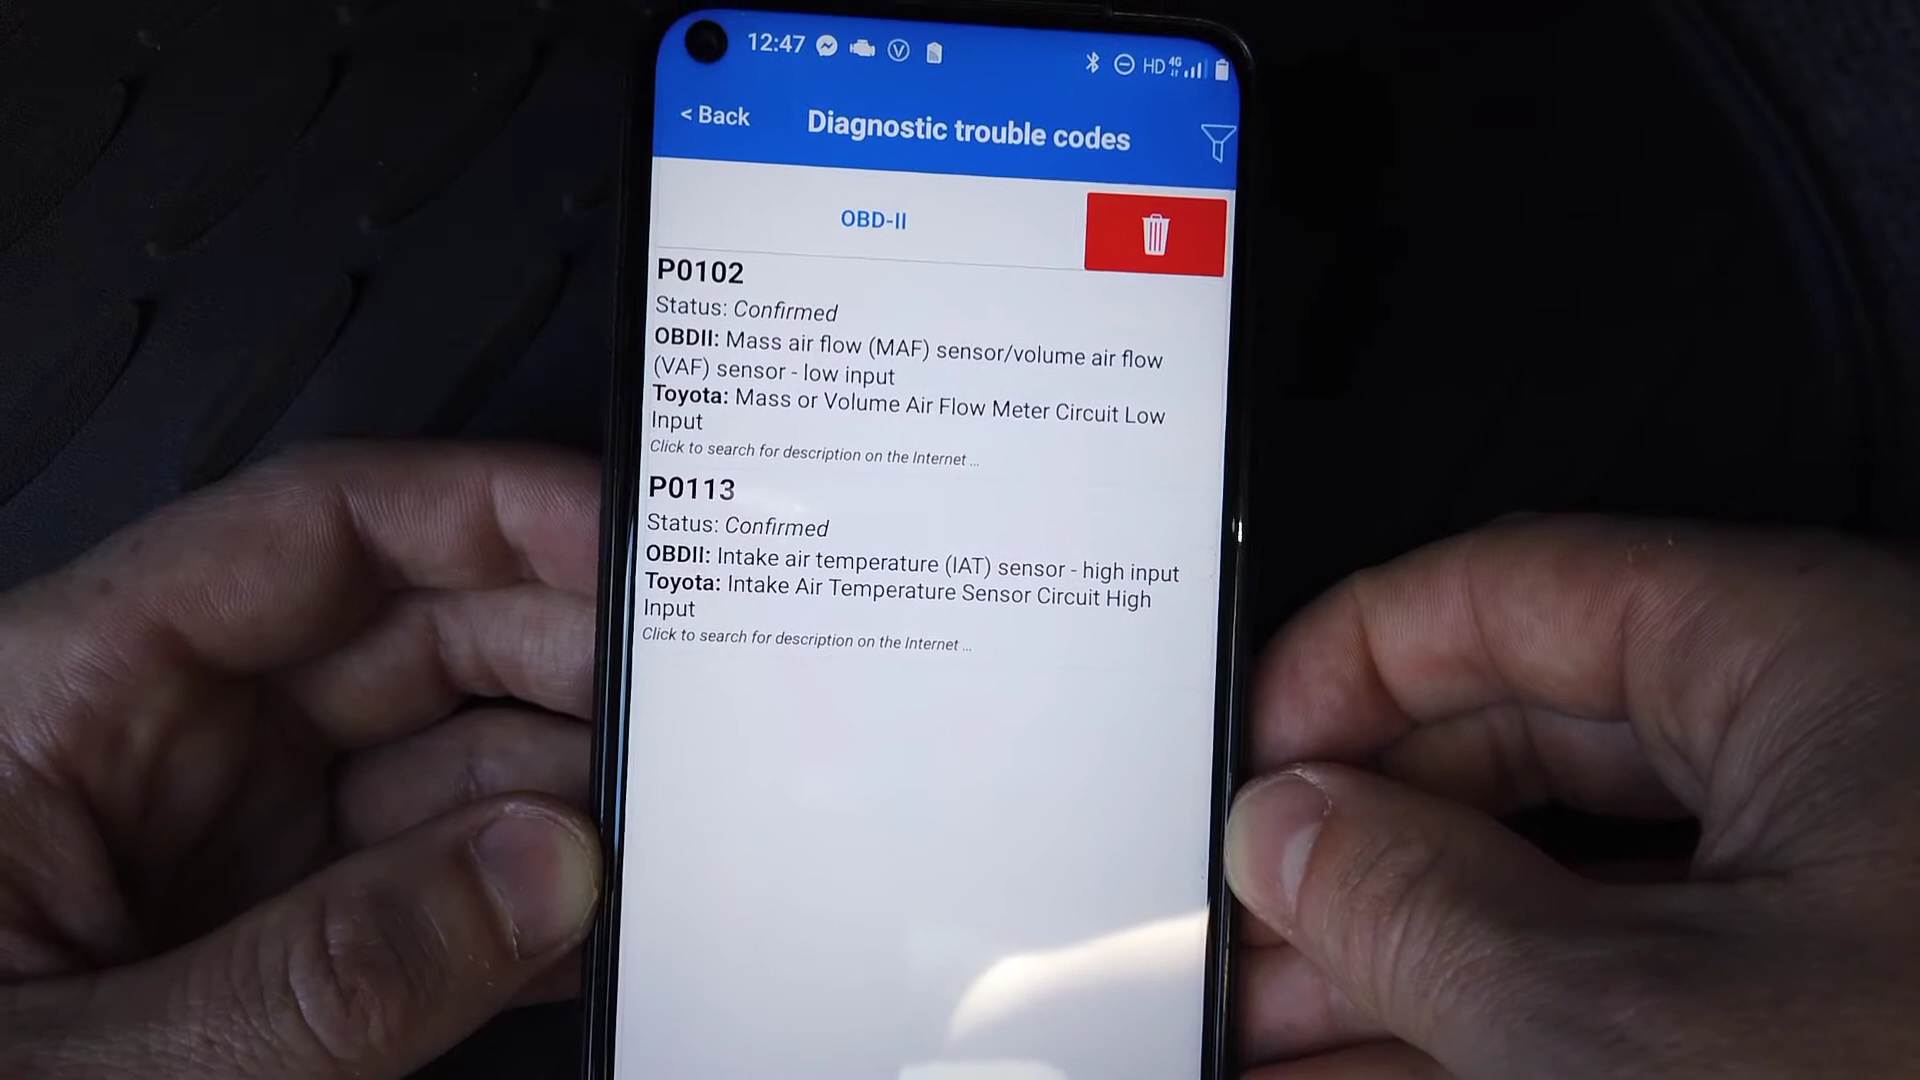 12:47 HD 4G
< Back Diagnostic trouble codes
OBD-II
P0102
Status: Confirmed
OBDII: Mass air flow (MAF) sensor/volume air flow
(VAF) sensor - low input
Toyota: Mass or Volume Air Flow Meter Circuit Low
Input
Click to search for description on the Internet ...
P0113
Status: Confirmed
OBDII: Intake air temperature (IAT) sensor - high input
Toyota: Intake Air Temperature Sensor Circuit High
Input
Click to search for description on the Internet ...